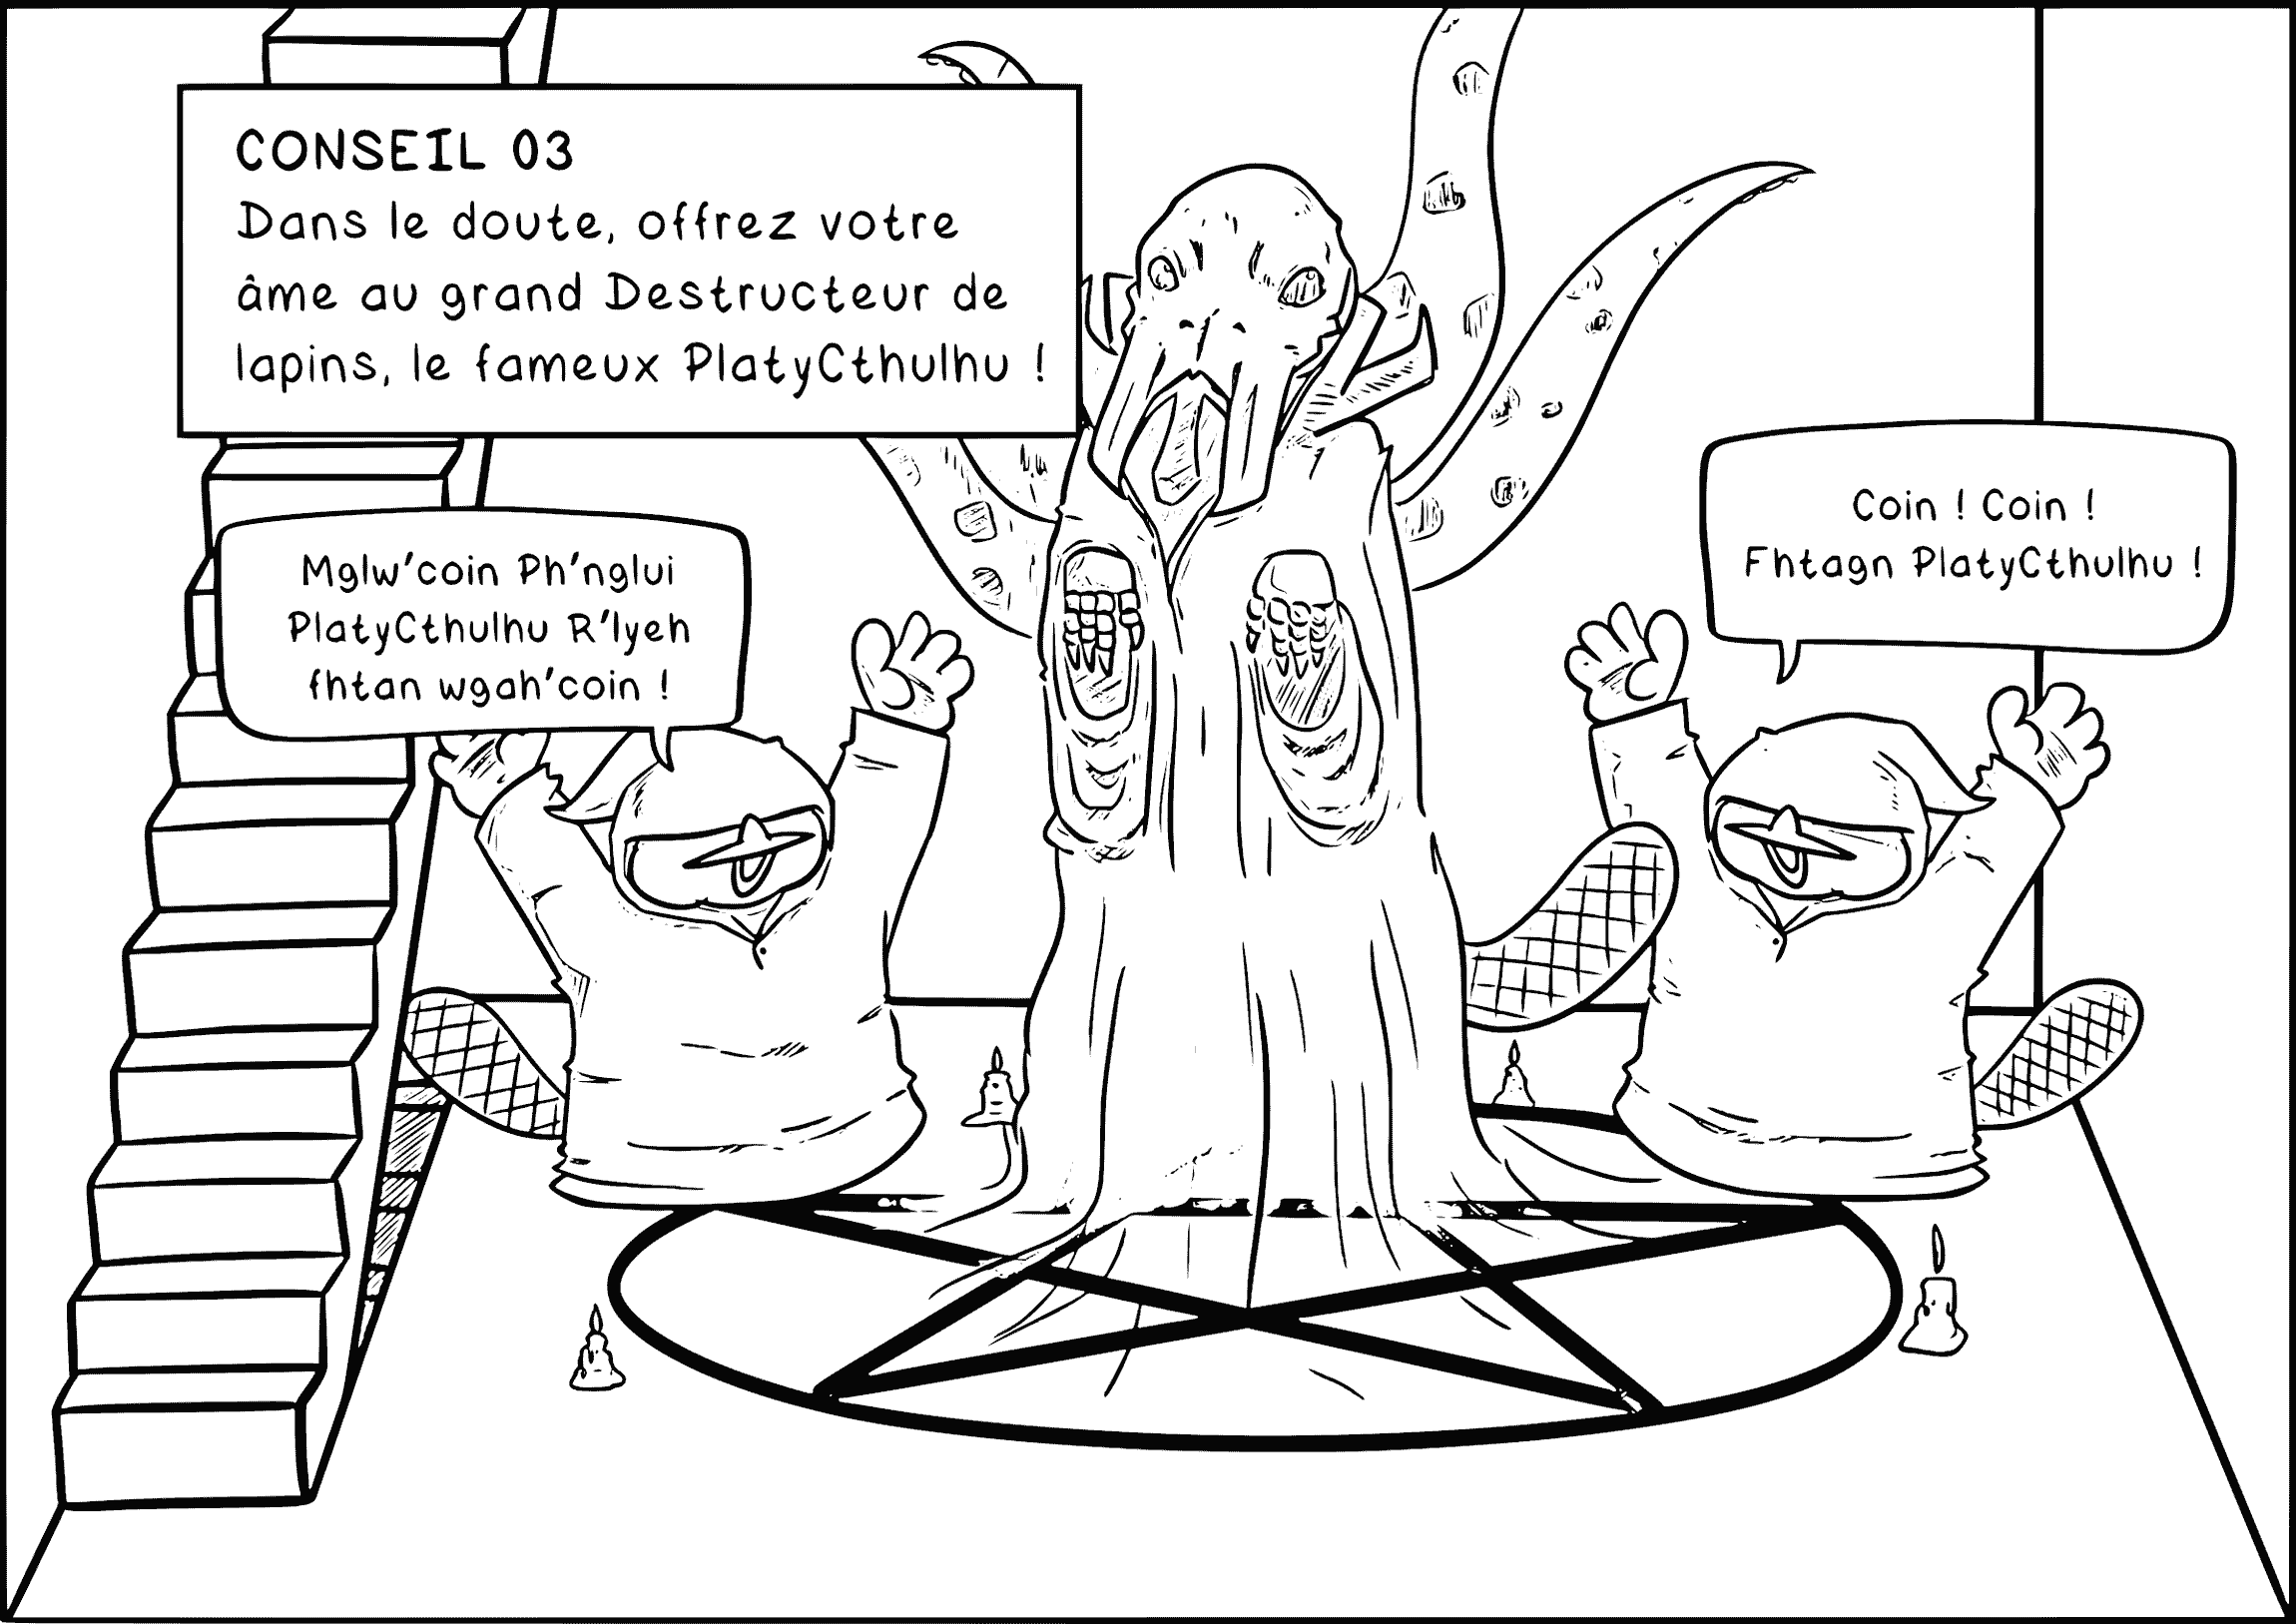 CONSEIL 03
Dans le doute, offrez votre
âme au grand Destructeur de
lapins, le fameux PlatyCthulhu !
Mglw'coin Ph'nglui
PlatyCthulhu R'lyeh
fhtan wgah'coin !
Coin ! Coin !
Fhtagn PlatyCthulhu !